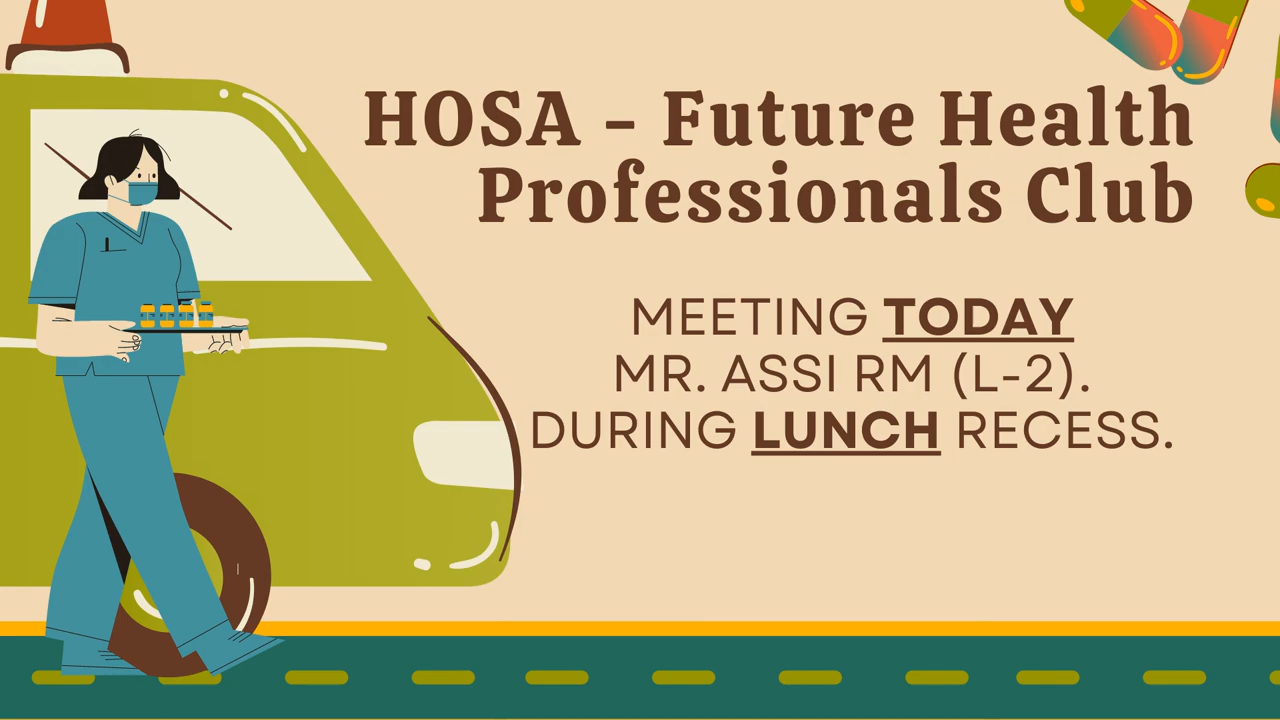 HOSA - Future Health
Professionals Club
MEETING TODAY
MR. ASSI RM (L-2).
DURING LUNCH RECESS.